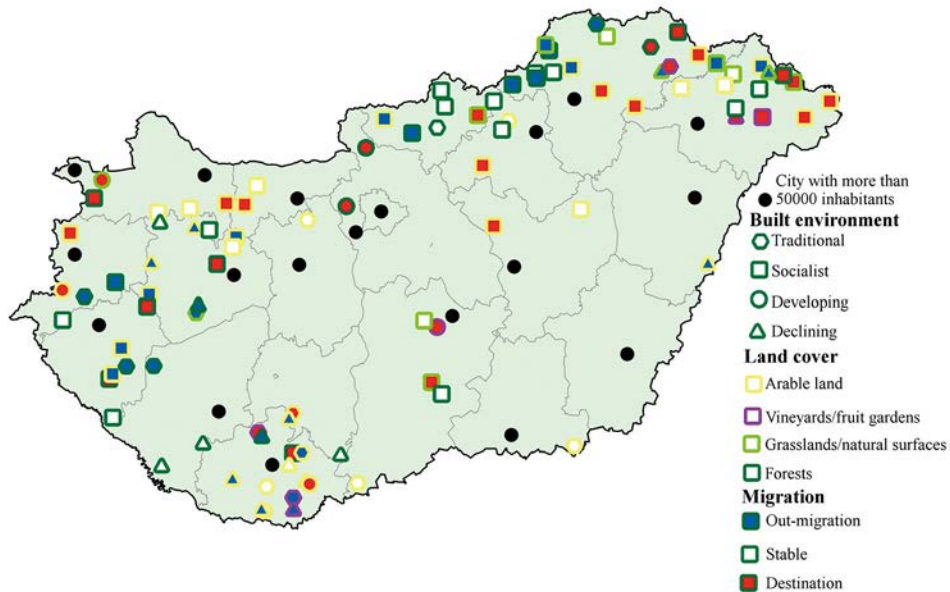 City with more than
50000 inhabitants
Built environment
Traditional
Socialist
Developing
Declining
Land cover
Arable land
Vineyards/fruit gardens
Grasslands/natural surfaces
Forests
Migration
Out-migration
Stable
Destination